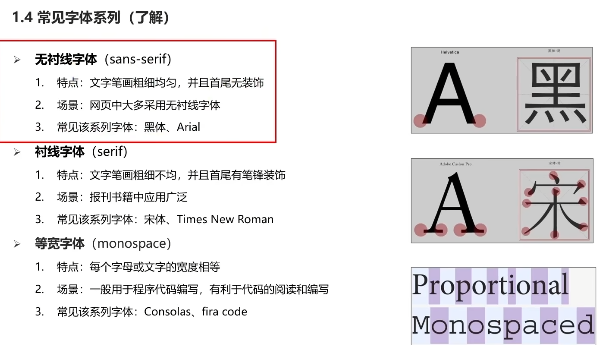 1.4 常见字体系列（了解）
➢ 无衬线字体（sans-serif）
1. 特点：文字笔画粗细均匀，并且首尾无装饰
2. 场景：网页中大多采用无衬线字体
3. 常见该系列字体：黑体、Arial
➢ 衬线字体（serif）
1. 特点：文字笔画粗细不均，并且首尾有笔锋装饰
2. 场景：报刊书籍中应用广泛
3. 常见该系列字体：宋体、Times New Roman
➢ 等宽字体（monospace）
1. 特点：每个字母或文字的宽度相等
2. 场景：一般用于程序代码编写，有利于代码的阅读和编写
3. 常见该系列字体：Consolas、fira code
Helvetica
A
黑
Adobe Caslon Pro
A
宋
Proportional
Monospaced